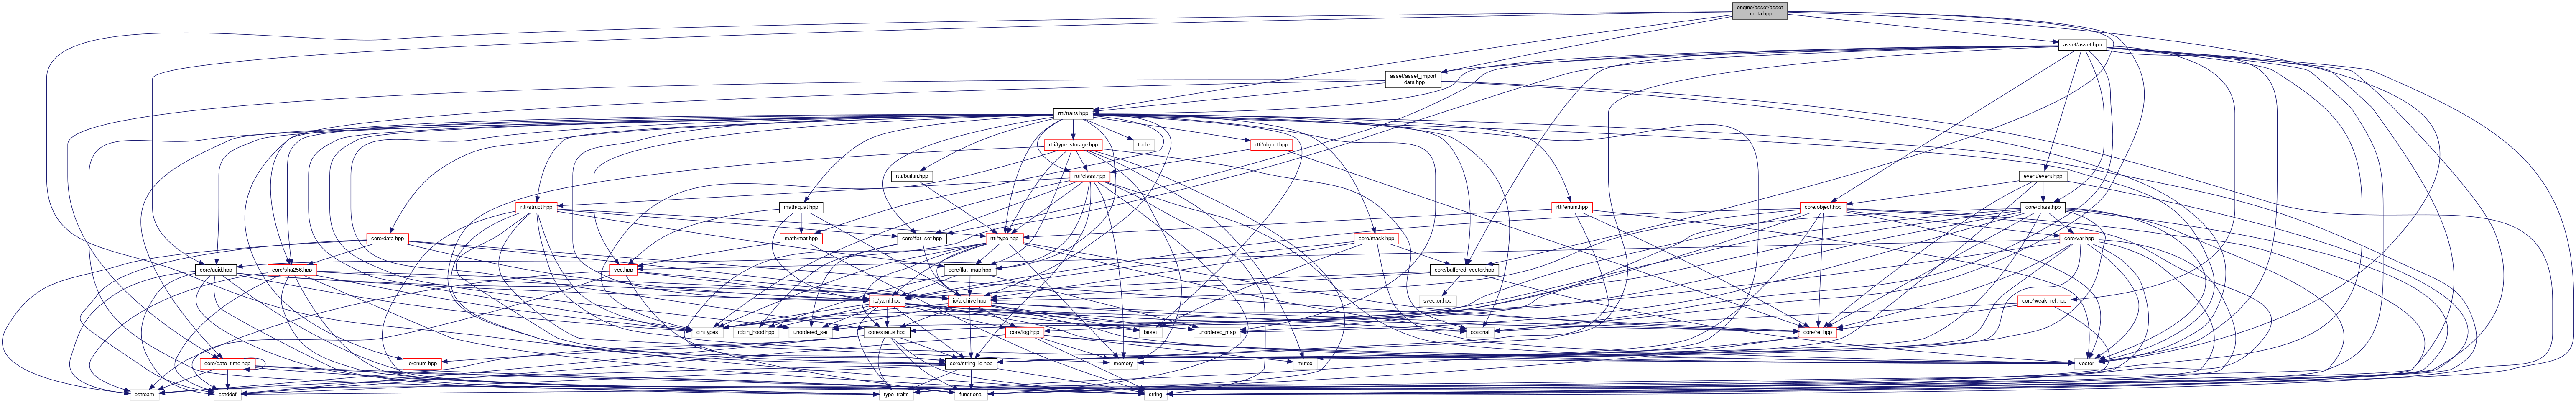 engine/asset/asset
_meta.hpp
asset/asset.hpp
asset/asset_import
_data.hpp
rtti/traits.hpp
rtti/type_storage.hpp
tuple
rtti/object.hpp
rtti/builtin.hpp
rtti/class.hpp
event/event.hpp
rtti/struct.hpp
math/quat.hpp
rtti/enum.hpp
core/object.hpp
core/class.hpp
core/data.hpp
math/mat.hpp
core/flat_set.hpp
rtti/type.hpp
core/mask.hpp
core/var.hpp
core/uuid.hpp
core/sha256.hpp
vec.hpp
core/flat_map.hpp
core/buffered_vector.hpp
io/yaml.hpp
io/archive.hpp
svector.hpp
core/weak_ref.hpp
cinttypes
robin_hood.hpp
unordered_set
core/status.hpp
core/log.hpp
bitset
unordered_map
optional
core/ref.hpp
core/date_time.hpp
io/enum.hpp
core/string_id.hpp
memory
mutex
vector
ostream
cstddef
type_traits
functional
string